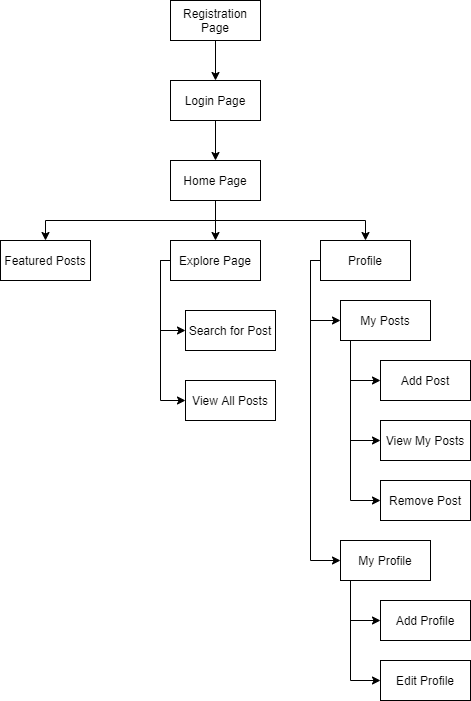 Registration
Page
Login Page
Home Page
Featured Posts
Explore Page
Profile
Search for Post
View All Posts
My Posts
Add Post
View My Posts
Remove Post
My Profile
Add Profile
Edit Profile